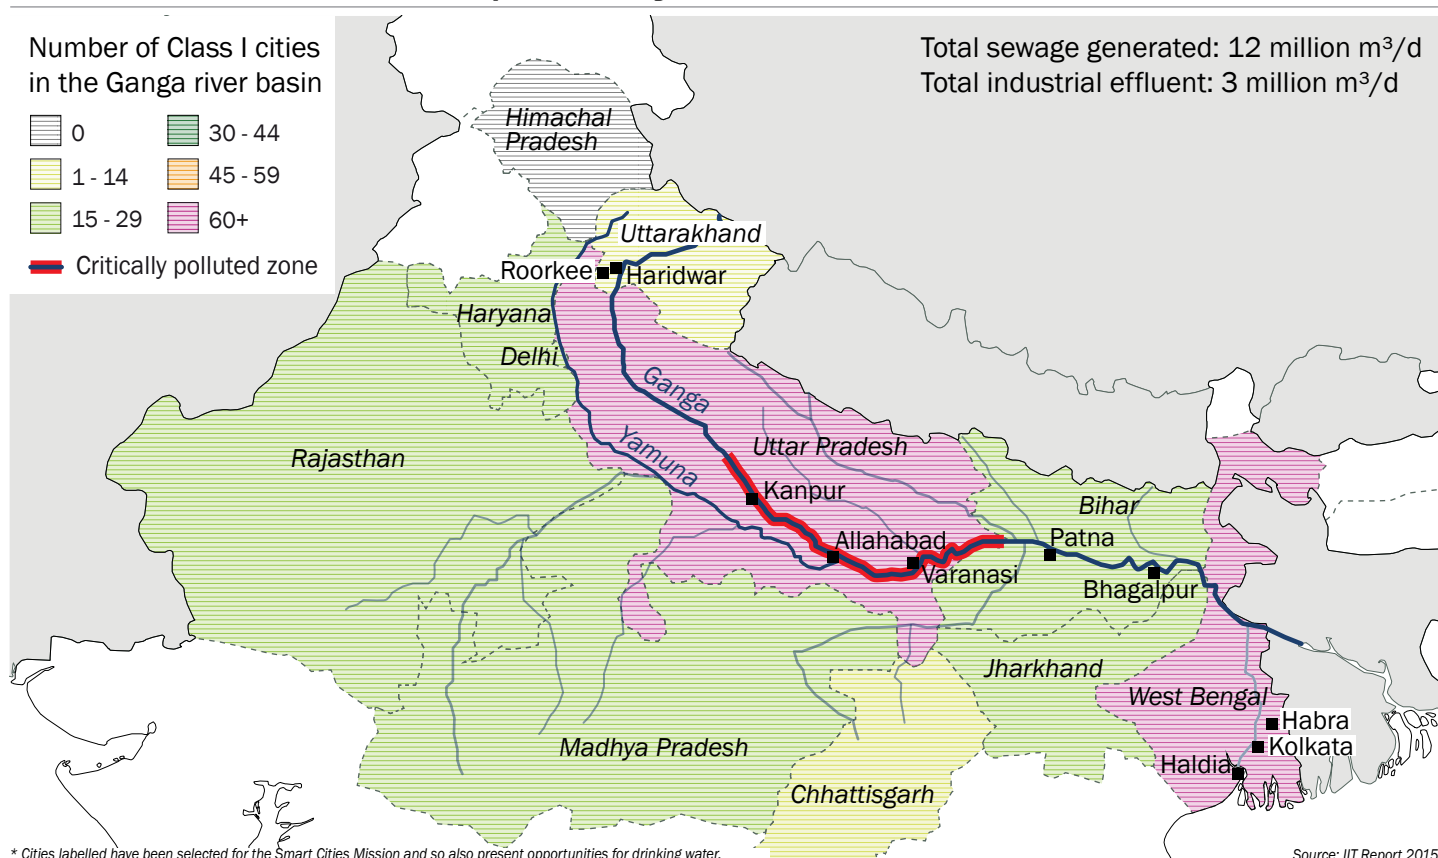 Number of Class I cities
in the Ganga river basin
0
30 - 44
1 - 14
45 - 59
15 - 29
60+
Critically polluted zone
Total sewage generated: 12 million m³/d
Total industrial effluent: 3 million m³/d
Himachal
Pradesh
Uttarakhand
Roorkee
Haridwar
Haryana
Delhi
Ganga
Yamuna
Uttar Pradesh
Rajasthan
Kanpur
Bihar
Allahabad
Patna
Varanasi
Bhagalpur
Jharkhand
West Bengal
Habra
Kolkata
Madhya Pradesh
Haldia
Chhattisgarh
* Cities labelled have been selected for the Smart Cities Mission and so also present opportunities for drinking water.
Source: IIT Report 2015